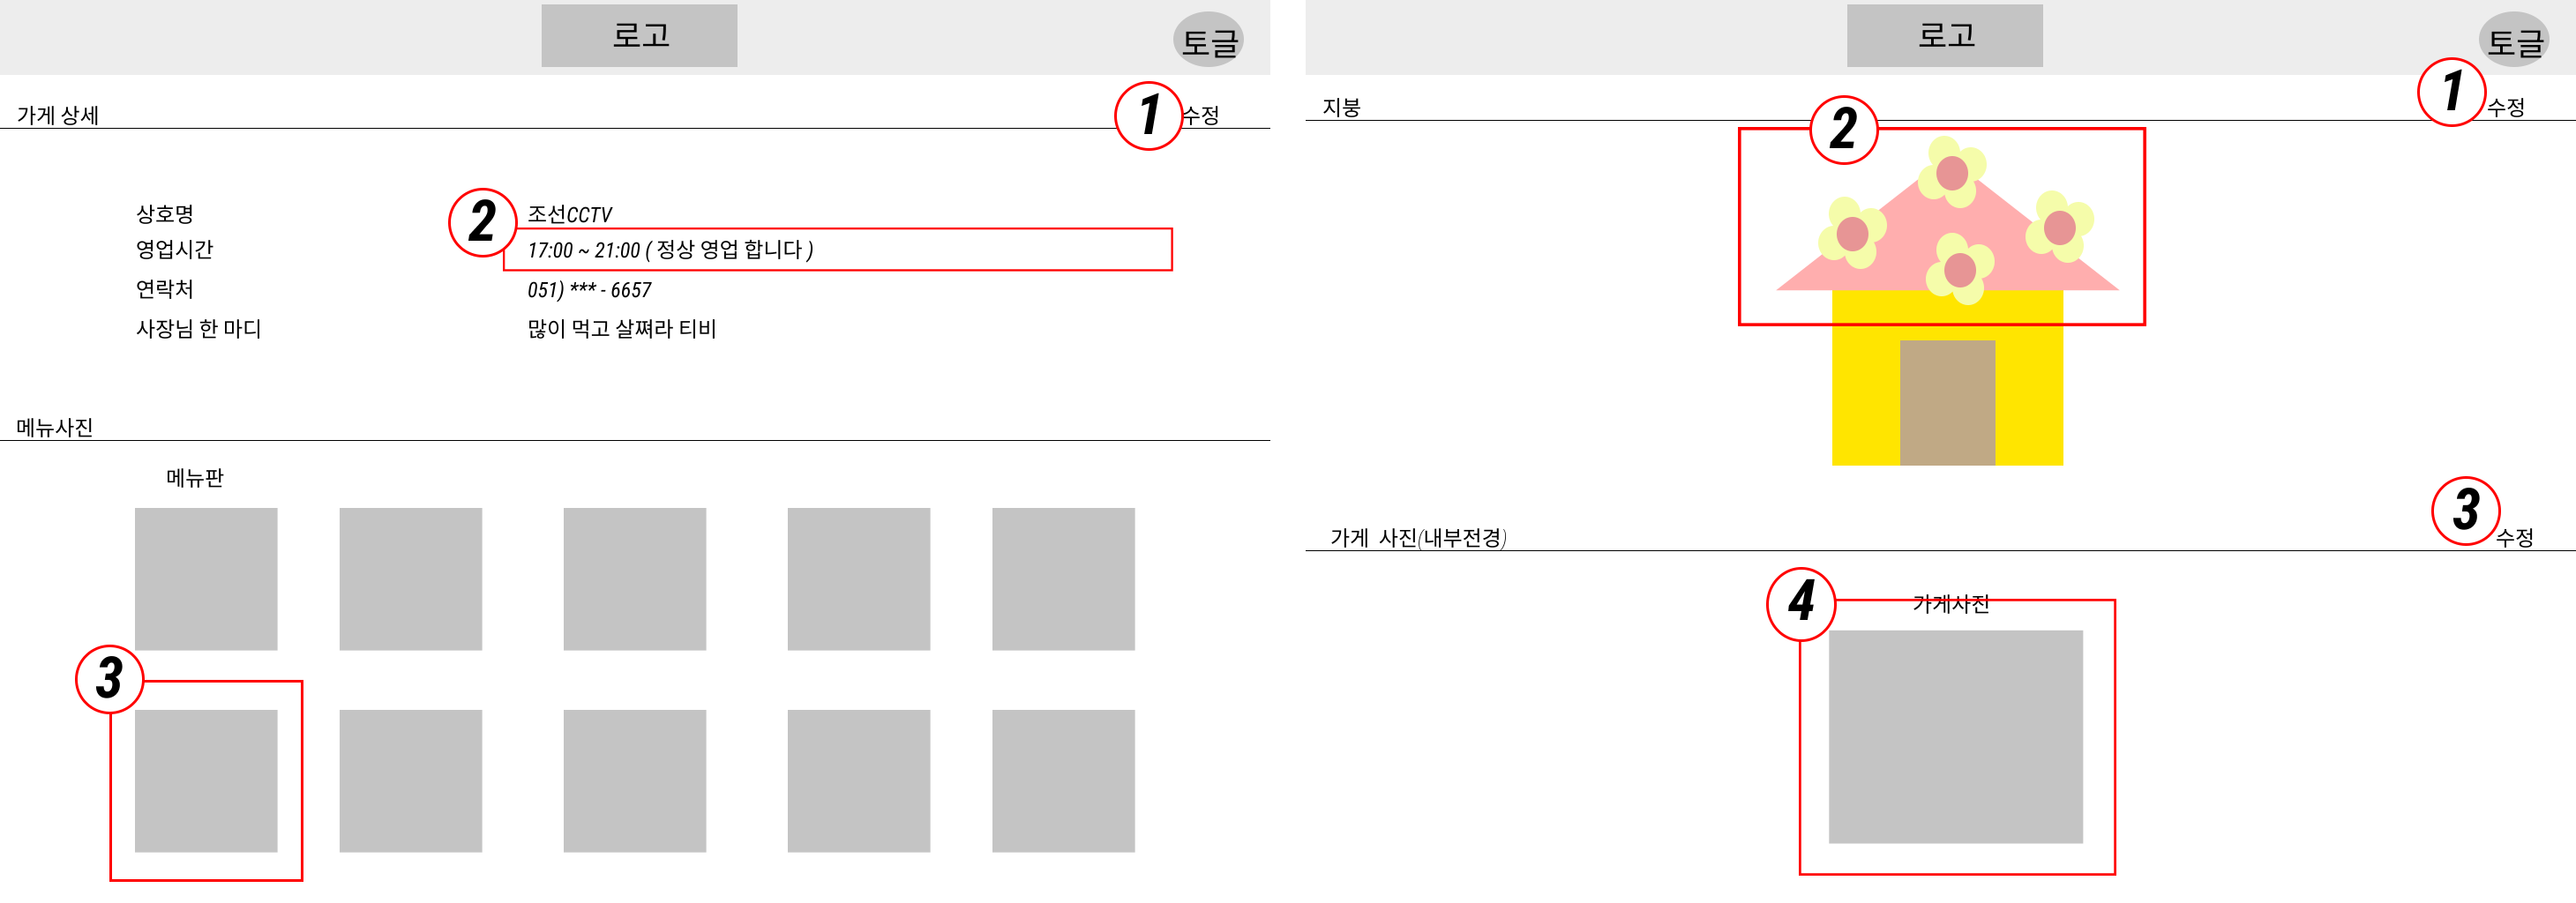 로고
토글
1
가게 상세
수정
상호명
2
조선CCTV
영업시간
17:00 ~ 21:00 ( 정상 영업 합니다 )
연락처
051) *** - 6657
사장님 한 마디
많이 먹고 살쪄라 티비
메뉴사진
메뉴판
3
로고
토글
1
지붕
수정
2
3
가게 사진(내부전경)
수정
4
가게사진